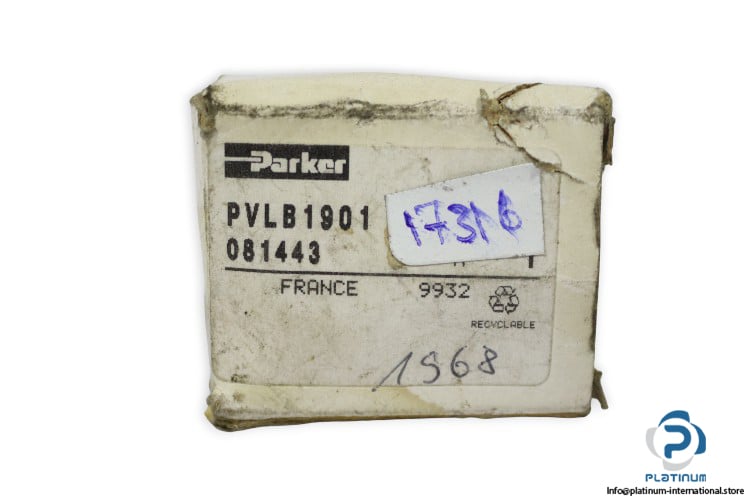 Parker
PVLB1901
17316
081443
FRANCE 9932
RECYCLABLE
1968
PLATINUM
Info@platinum-international.store